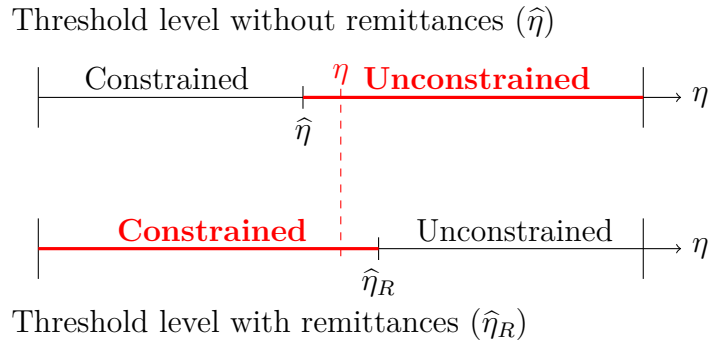 Threshold level without remittances (η̂)
Constrained η Unconstrained
η
η̂
Constrained Unconstrained
η
η̂_R
Threshold level with remittances (η̂_R)